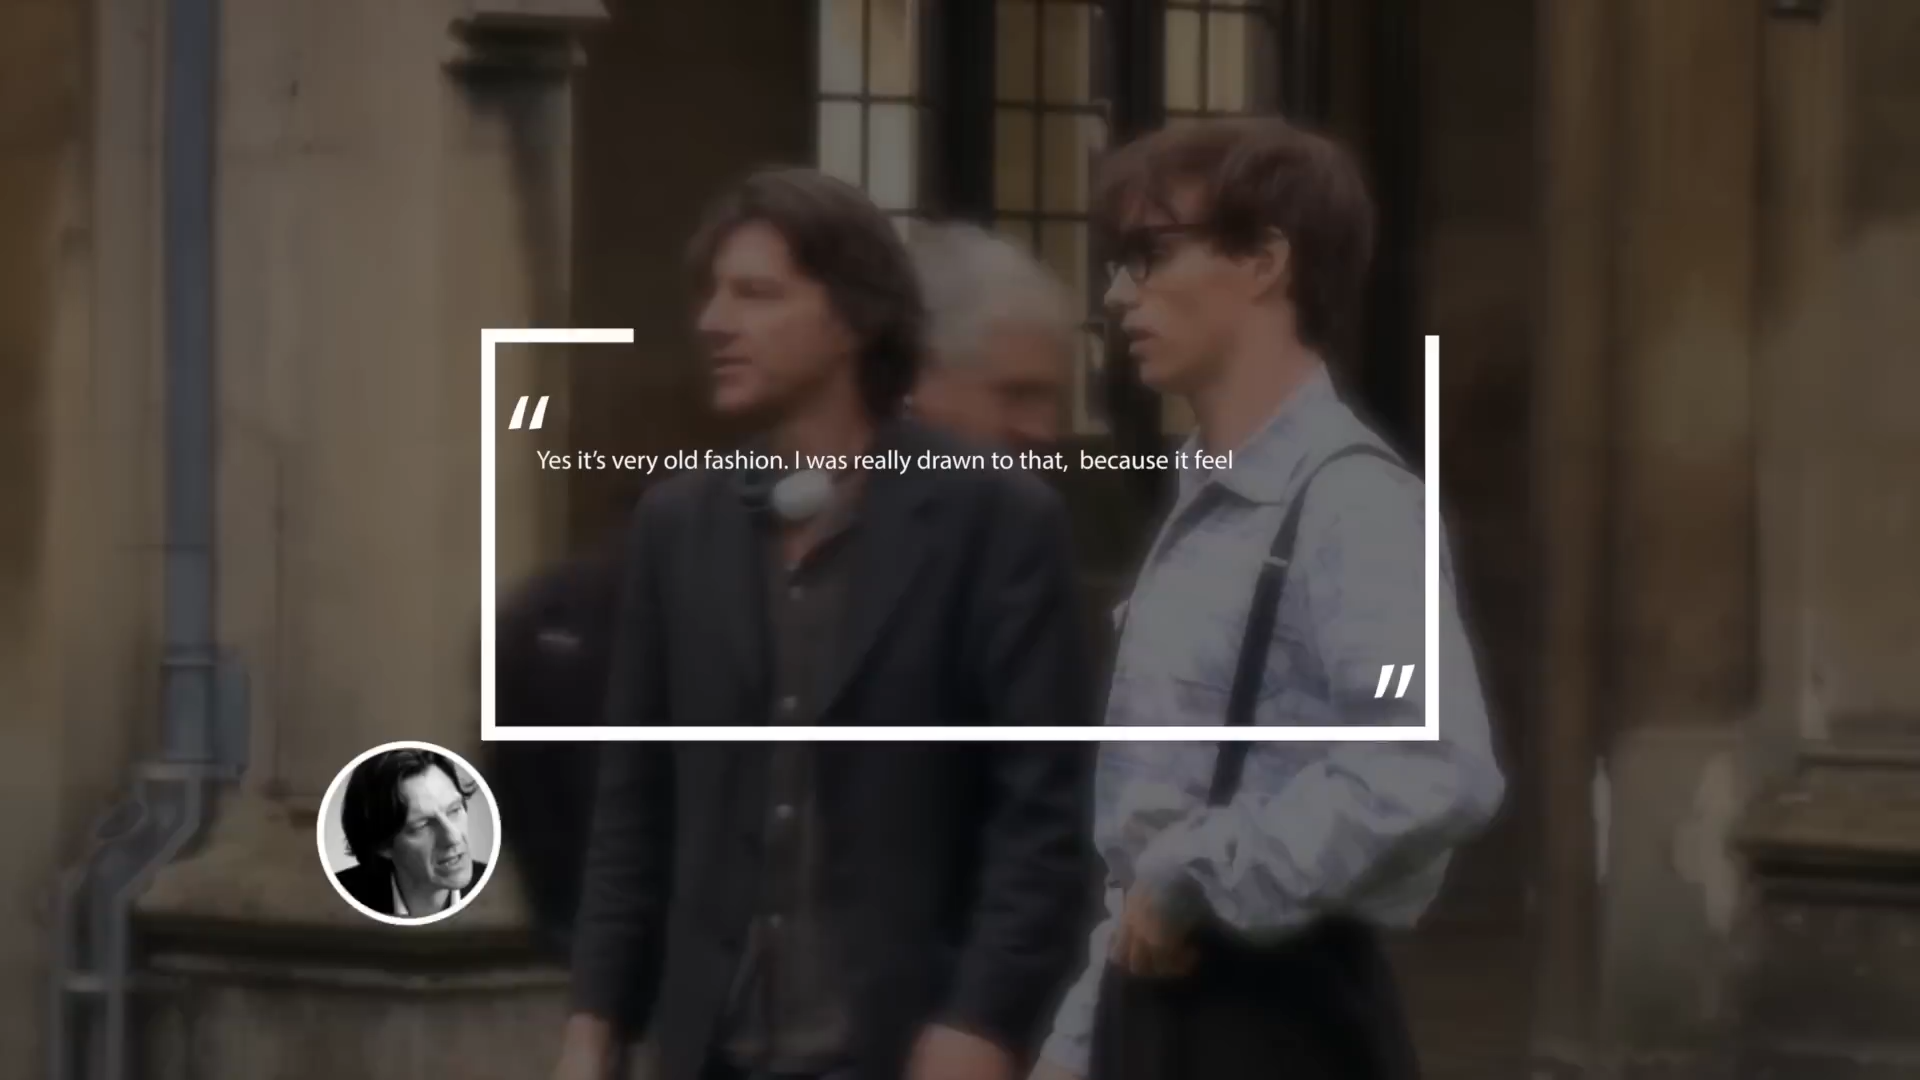 “
Yes it’s very old fashion. I was really drawn to that,  because it feel
”